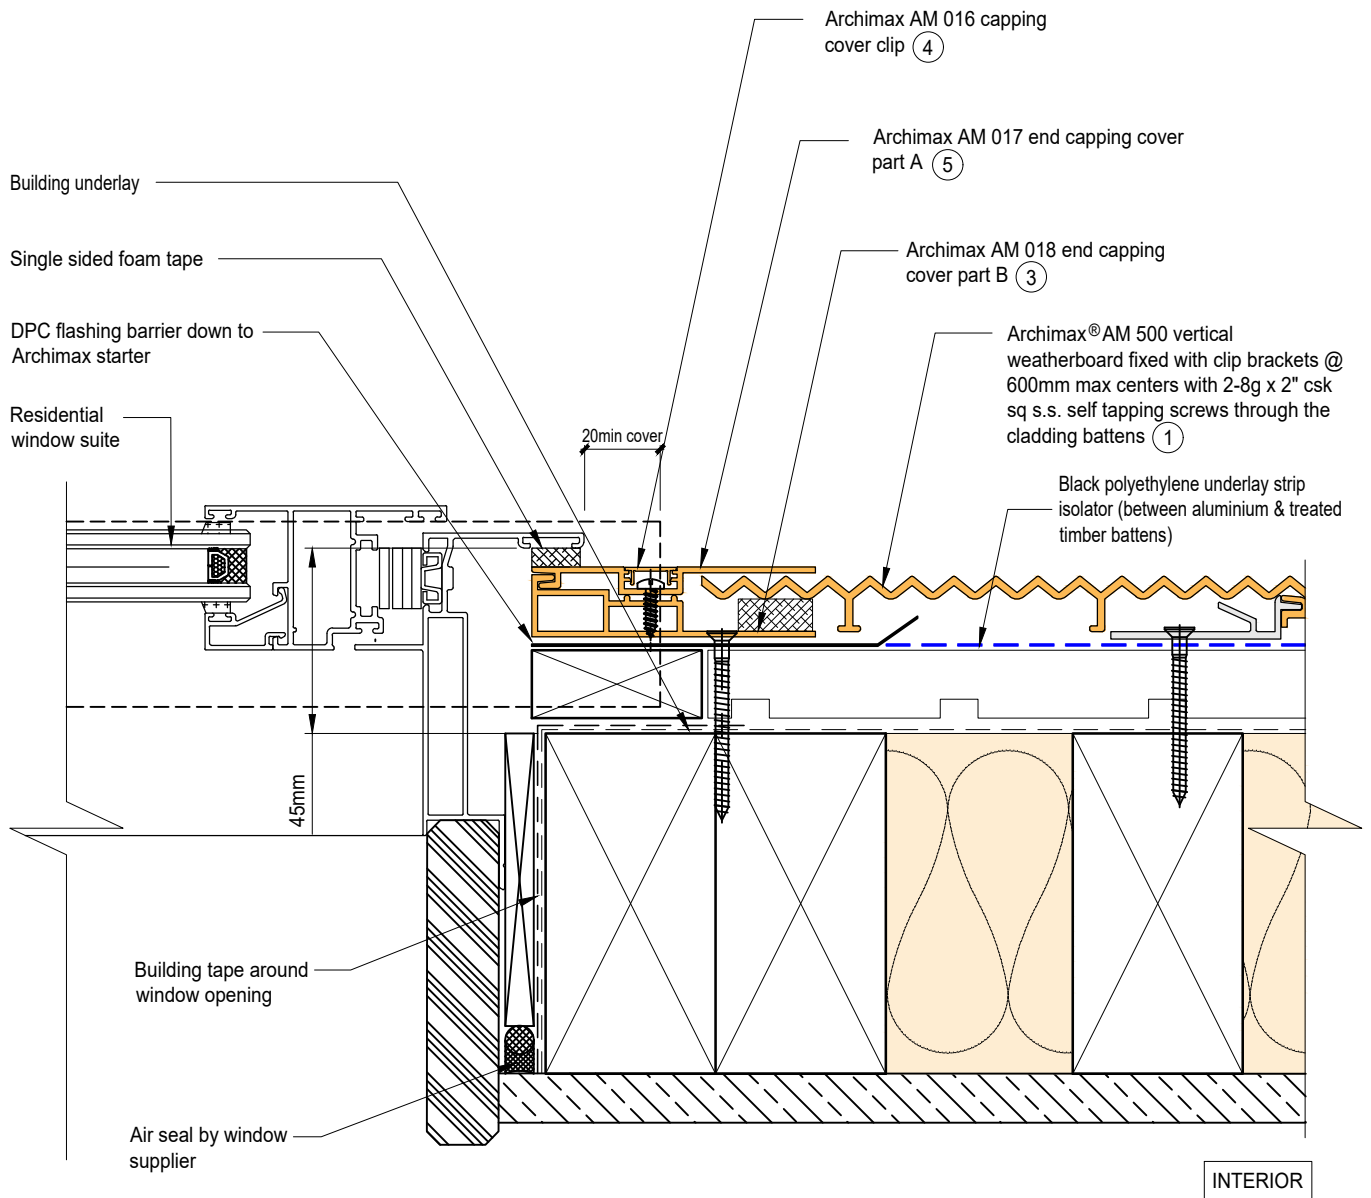 Archimax AM 016 capping
cover clip 4
Archimax AM 017 end capping cover
part A 5
Building underlay
Archimax AM 018 end capping
cover part B 3
Single sided foam tape
DPC flashing barrier down to
Archimax starter
Archimax® AM 500 vertical
weatherboard fixed with clip brackets @
600mm max centers with 2-8g x 2" csk
sq s.s. self tapping screws through the
cladding battens 1
Residential
window suite
20min cover
Black polyethylene underlay strip
isolator (between aluminium & treated
timber battens)
45mm
Building tape around
window opening
Air seal by window
supplier
INTERIOR